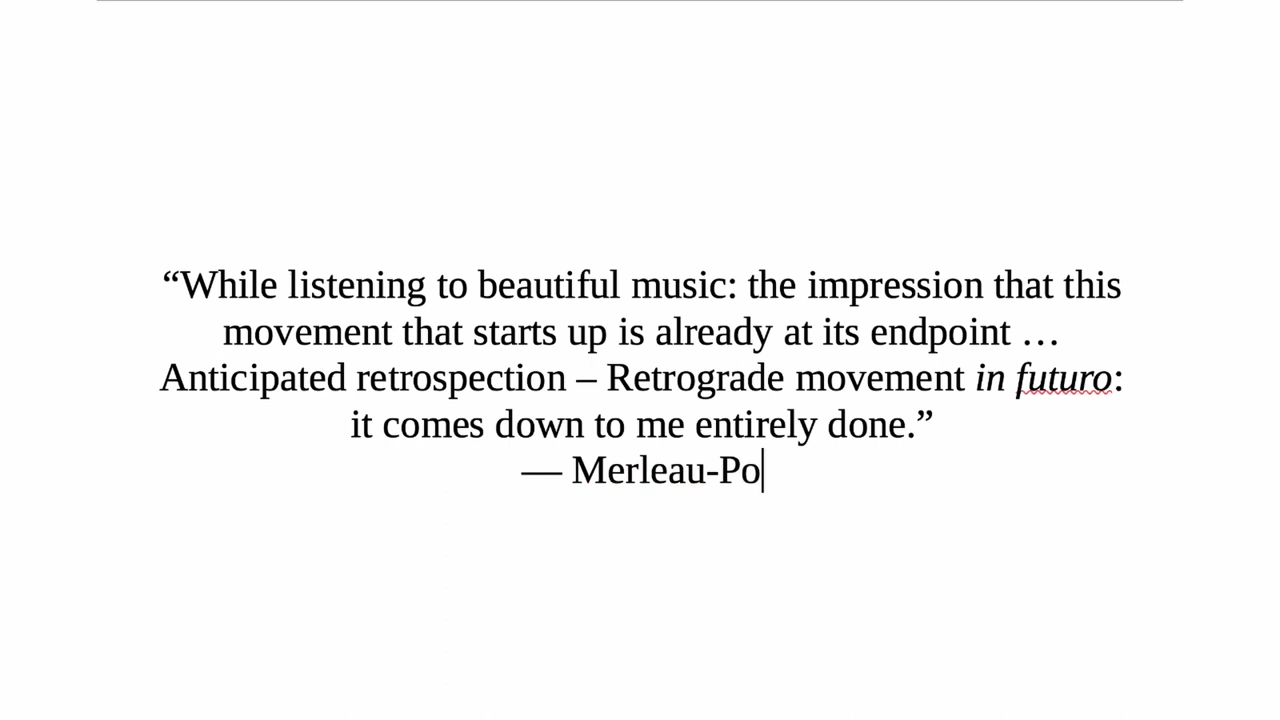 “While listening to beautiful music: the impression that this
movement that starts up is already at its endpoint …
Anticipated retrospection – Retrograde movement in futuro:
it comes down to me entirely done.”
— Merleau-Po